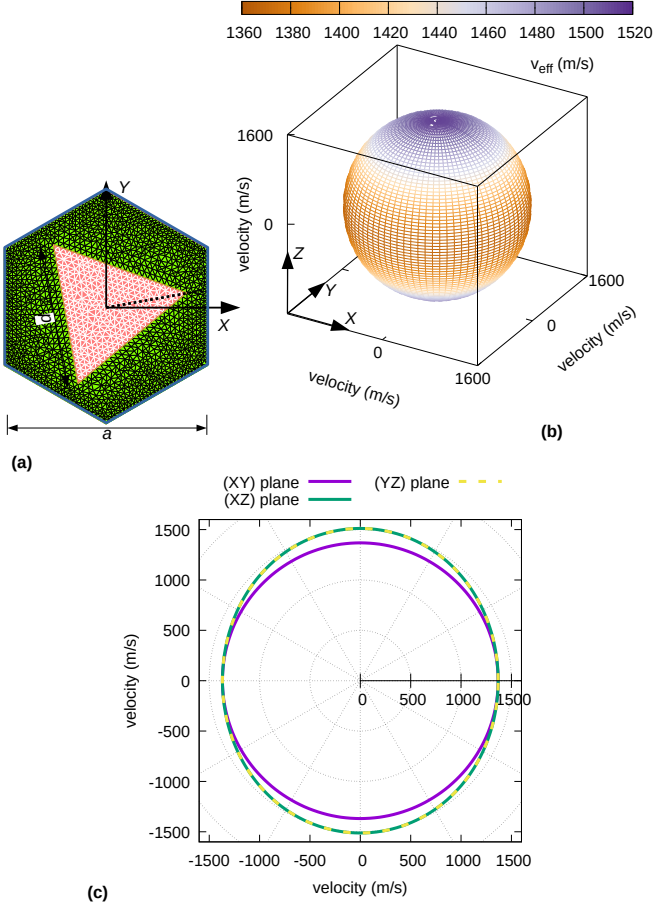 1360 1380 1400 1420 1440 1460 1480 1500 1520
v_eff (m/s)
1600
0
velocity (m/s)
Z
Y
X
0
1600
velocity (m/s)
1600
0
velocity (m/s)
(b)
Y
X
d
a
(a)
(XY) plane
(XZ) plane
(YZ) plane
1500
1000
500
0
-500
-1000
-1500
velocity (m/s)
0 500 1000 1500
-1500 -1000 -500 0 500 1000 1500
velocity (m/s)
(c)